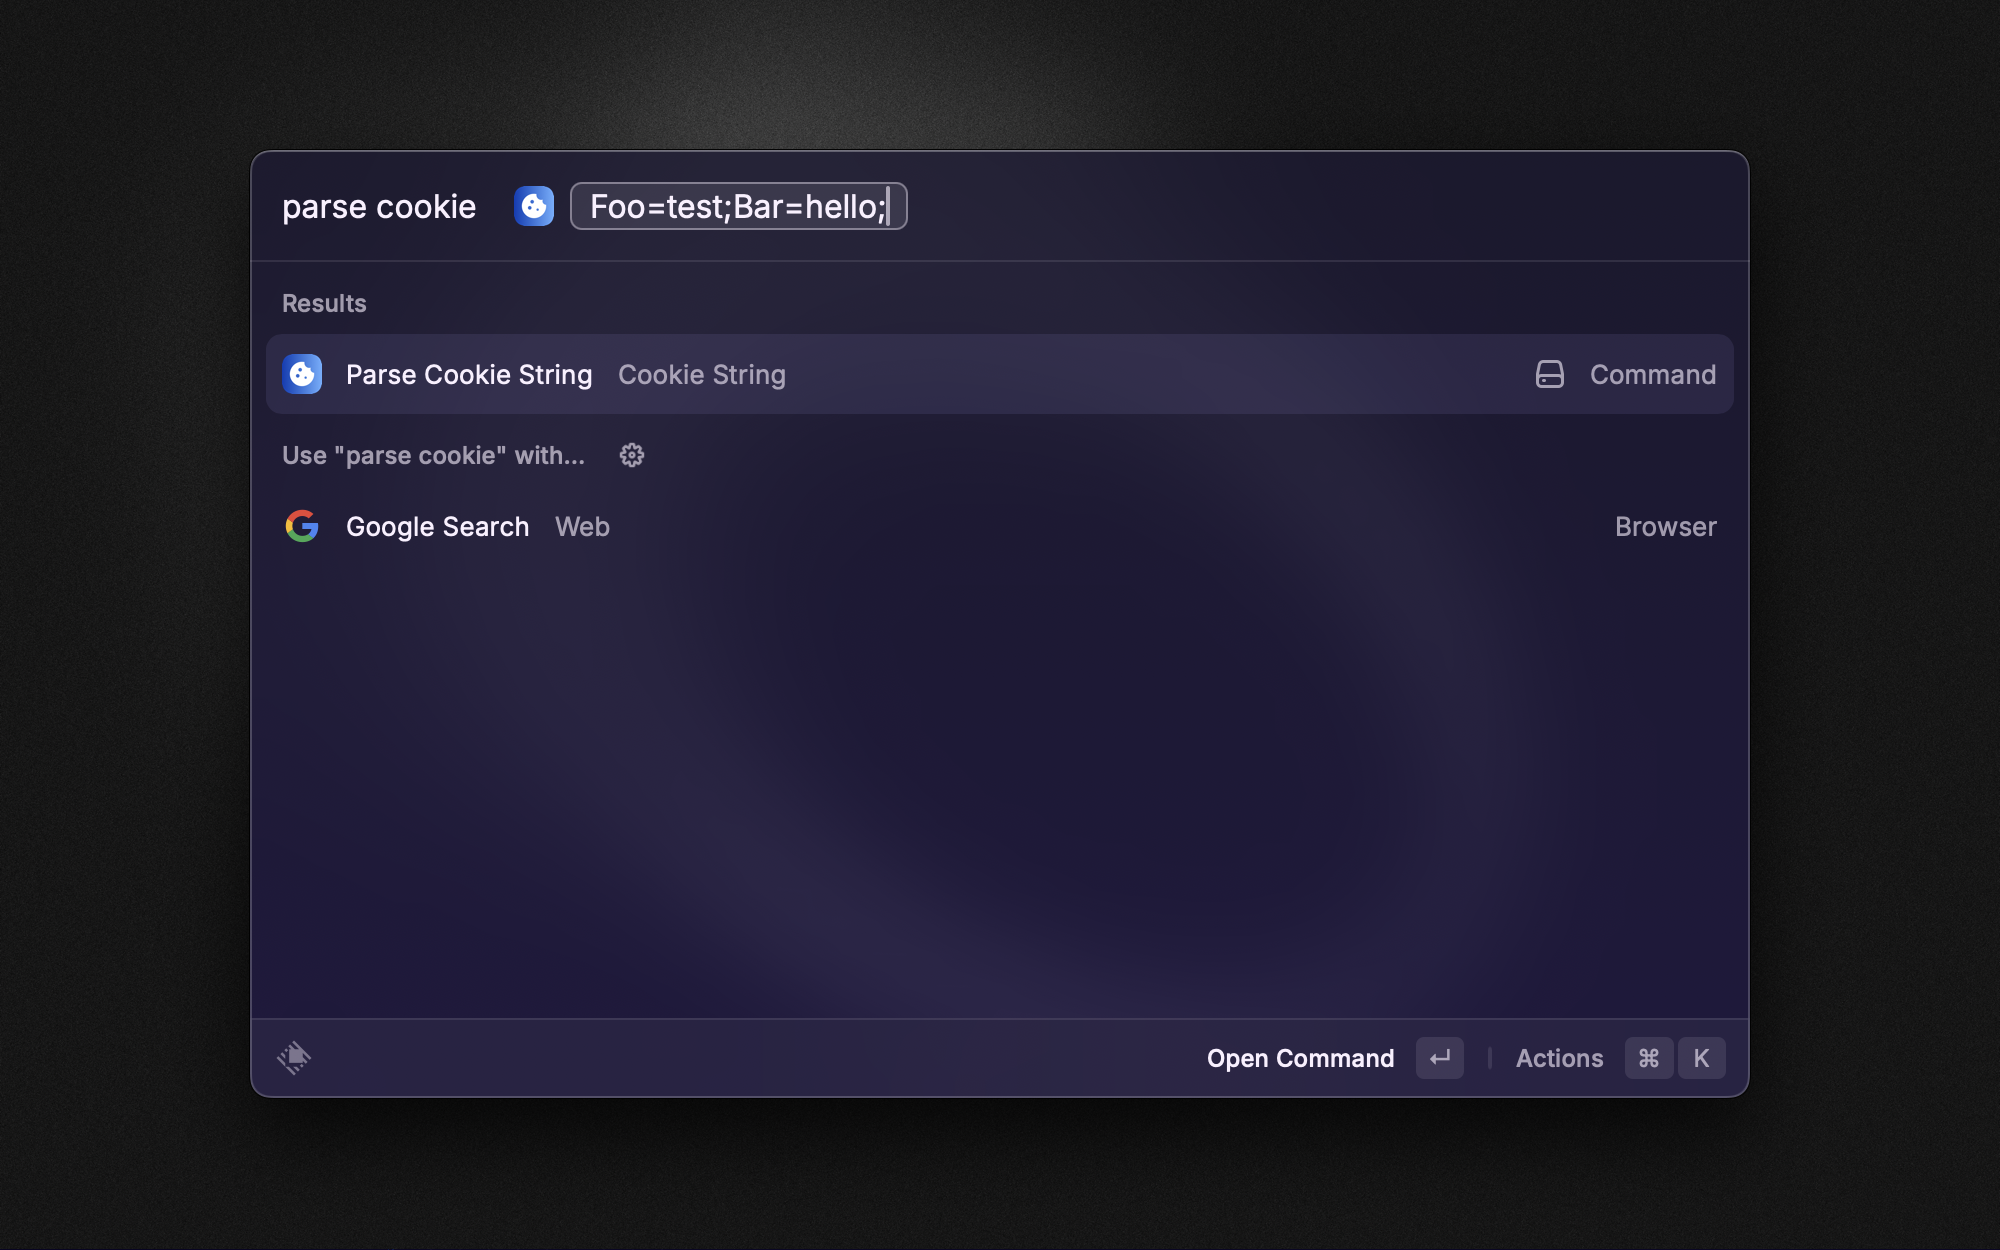 parse cookie Foo=test;Bar=hello;
Results
Parse Cookie String Cookie String Command
Use "parse cookie" with...
Google Search Web Browser
Open Command ↵ Actions ⌘ K